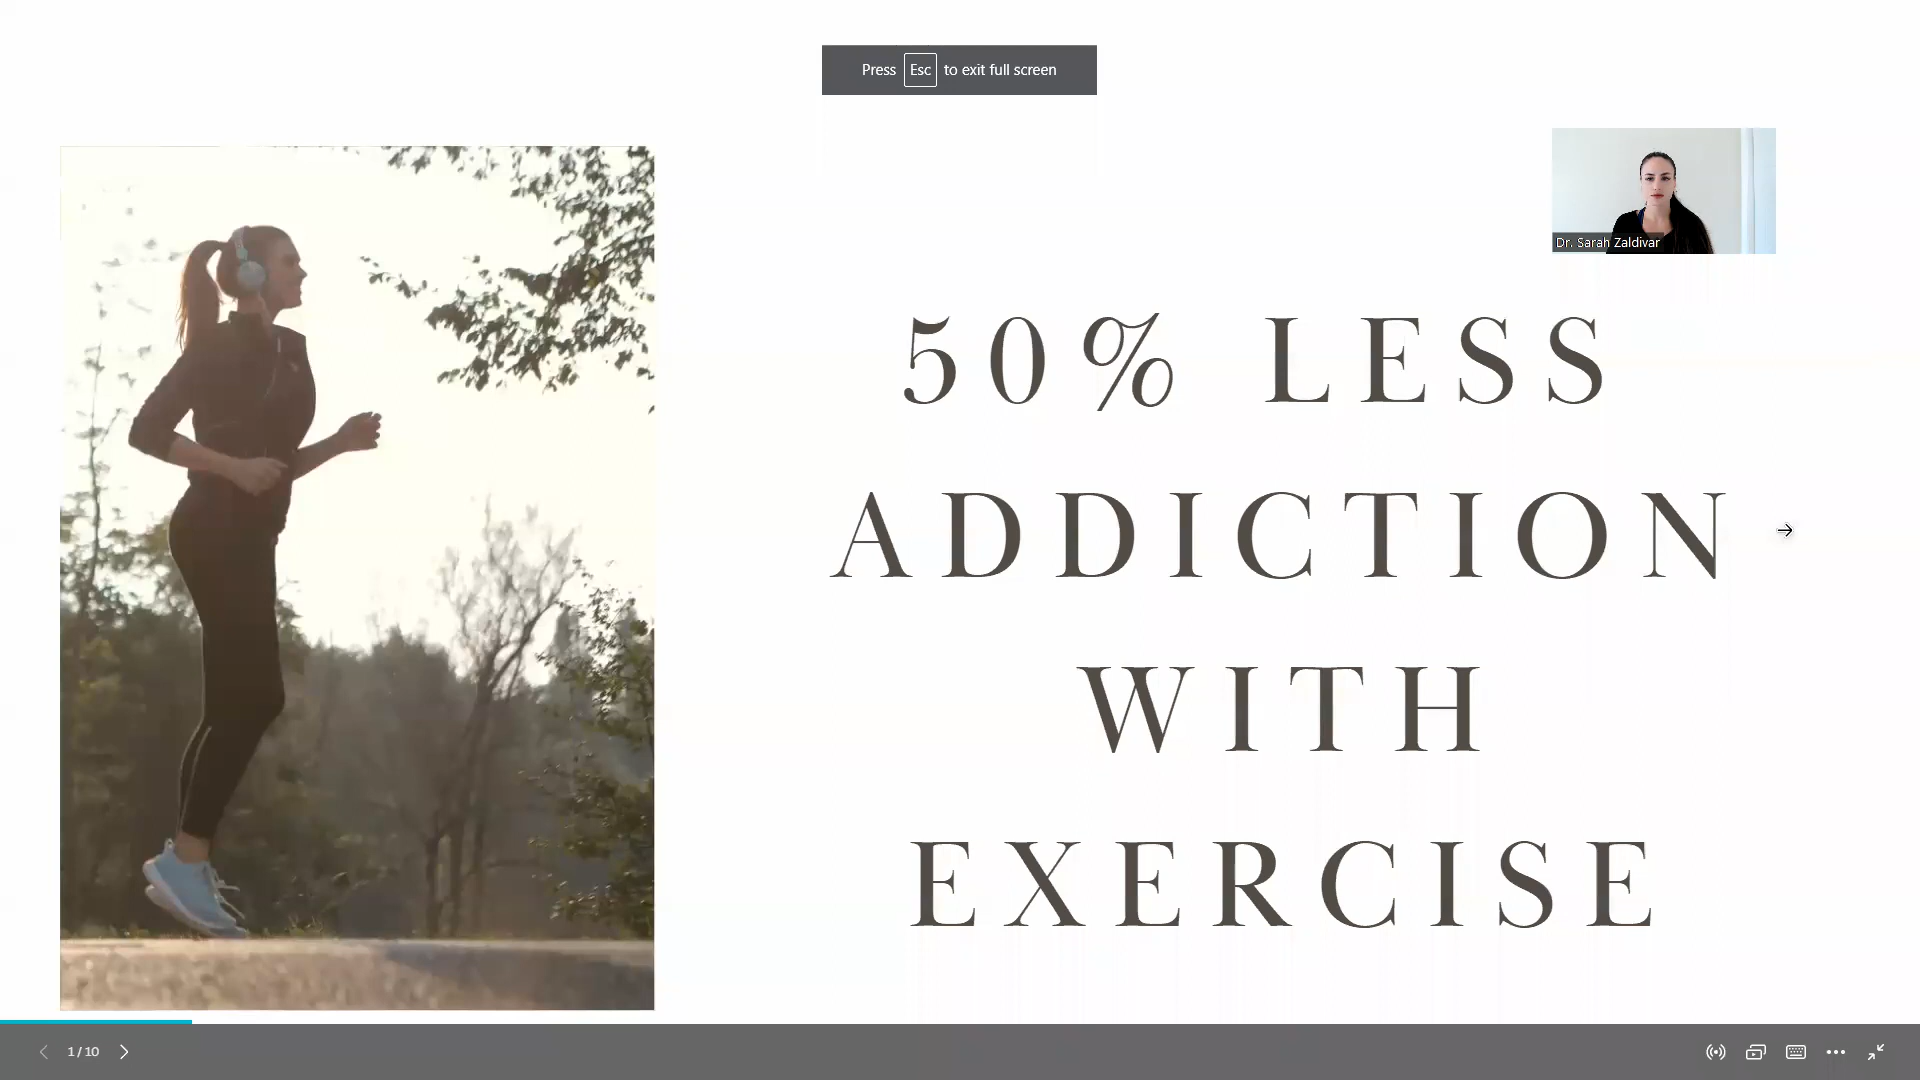 Press Esc to exit full screen
Dr. Sarah Zaldivar
50% LESS
ADDICTION
WITH
EXERCISE
1 / 10